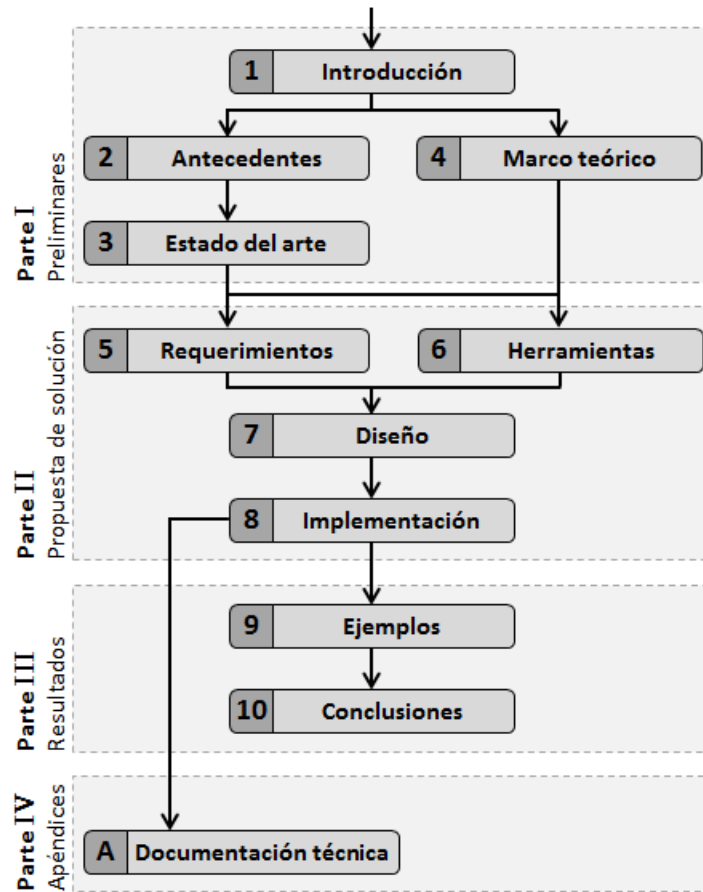 Parte I
Preliminares
1 Introducción
2 Antecedentes
4 Marco teórico
3 Estado del arte
Parte II
Propuesta de solución
5 Requerimientos
6 Herramientas
7 Diseño
8 Implementación
Parte III
Resultados
9 Ejemplos
10 Conclusiones
Parte IV
Apéndices
A Documentación técnica